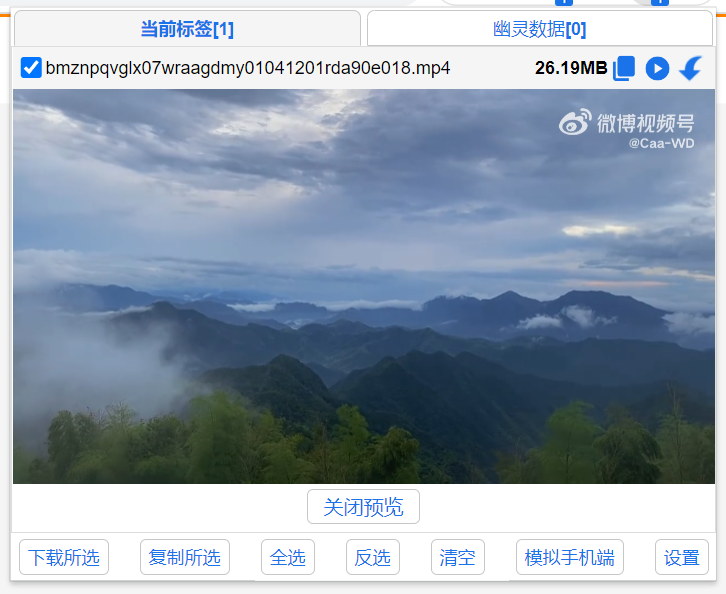 当前标签[1]
幽灵数据[0]
bmznpqvglx07wraagdmy01041201rda90e018.mp4
26.19MB
微博视频号
@Caa-WD
关闭预览
下载所选
复制所选
全选
反选
清空
模拟手机端
设置